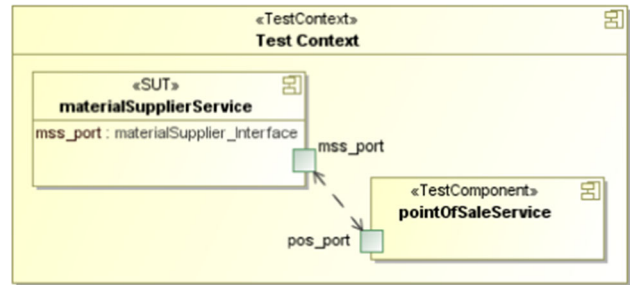 «TestContext»
Test Context
«SUT»
materialSupplierService
mss_port : materialSupplier_Interface
mss_port
«TestComponent»
pointOfSaleService
pos_port